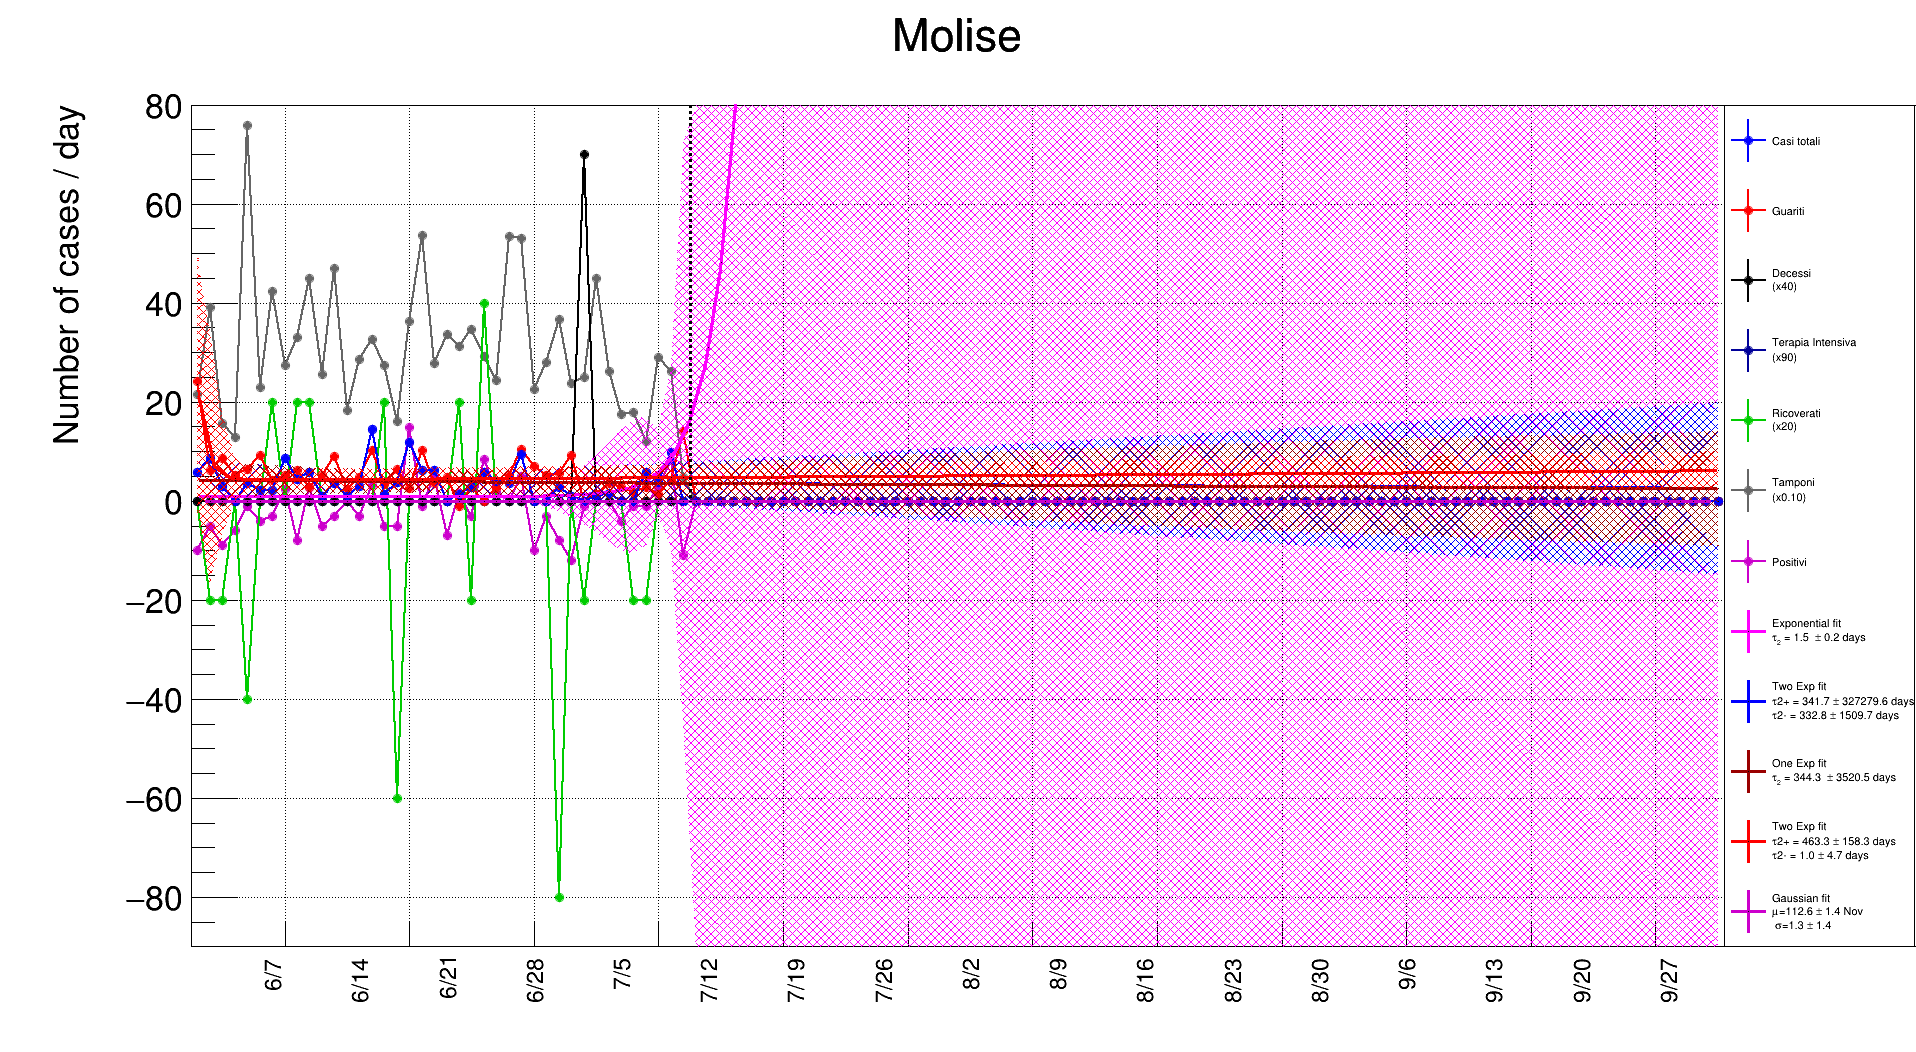 Molise
Number of cases / day
80
60
40
20
0
−20
−40
−60
−80
6/7
6/14
6/21
6/28
7/5
7/12
7/19
7/26
8/2
8/9
8/16
8/23
8/30
9/6
9/13
9/20
9/27
Casi totali
Guariti
Decessi
(x40)
Terapia Intensiva
(x90)
Ricoverati
(x20)
Tamponi
(x0.10)
Positivi
Exponential fit
τ2 = 1.5 ± 0.2 days
Two Exp fit
τ2+ = 341.7 ± 327279.6 days
τ2- = 332.8 ± 1509.7 days
One Exp fit
τ2 = 344.3 ± 3520.5 days
Two Exp fit
τ2+ = 463.3 ± 158.3 days
τ2- = 1.0 ± 4.7 days
Gaussian fit
μ=112.6 ± 1.4 Nov
σ=1.3 ± 1.4